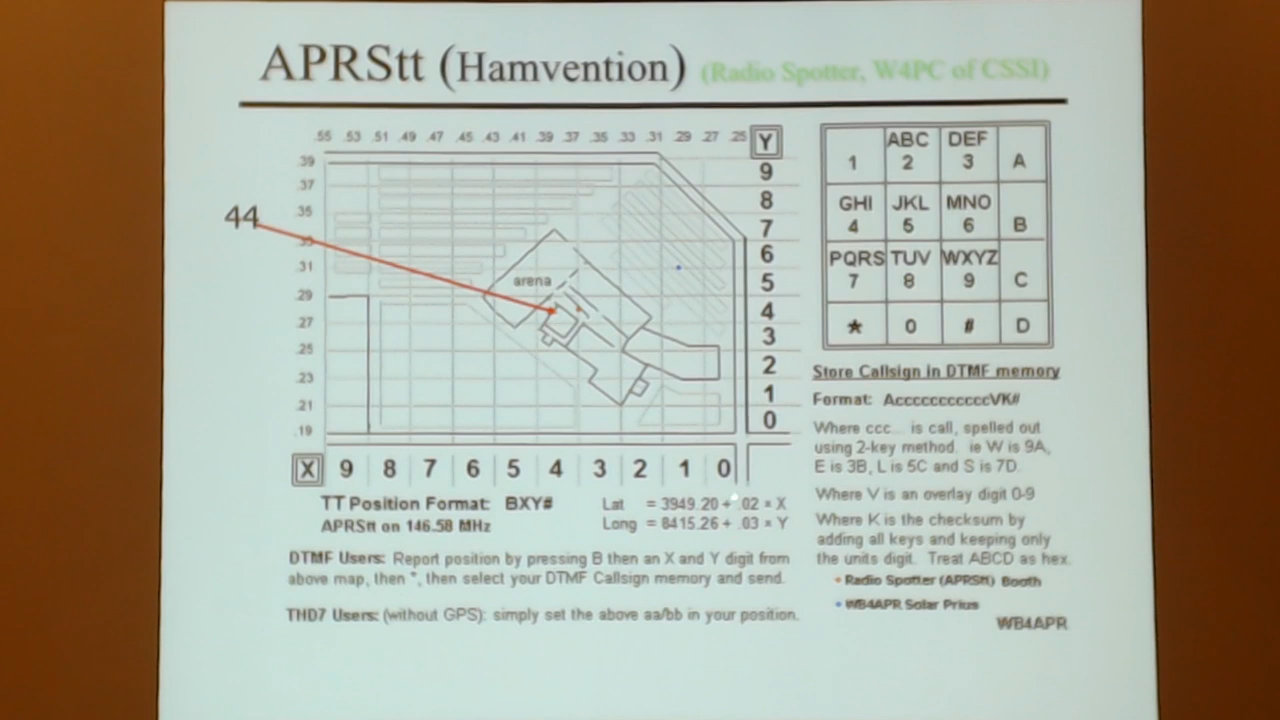 APRStt (Hamvention) (Radio Spotter, W4PC of CSSI)
.55 .53 .51 .49 .47 .45 .43 .41 .39 .37 .35 .33 .31 .29 .27 .25 Y
.39
.37
.35
.33
.31
.29
.27
.25
.23
.21
.19
44
arena
9
8
7
6
5
4
3
2
1
0
X 9 8 7 6 5 4 3 2 1 0
TT Position Format: BXY#
APRStt on 146.58 MHz
Lat = 3949.20 + .02 * X
Long = 8415.26 + .03 * Y
DTMF Users: Report position by pressing B then an X and Y digit from
above map, then *, then select your DTMF Callsign memory and send.
THD7 Users: (without GPS): simply set the above aa/bb in your position.
ABC DEF
1 2 3 A
GHI JKL MNO
4 5 6 B
PQRS TUV WXYZ
7 8 9 C
* 0 # D
Store Callsign in DTMF memory
Format: AcccccccccccVK#
Where ccc... is call, spelled out
using 2-key method. ie W is 9A,
E is 3B, L is 5C and S is 7D.
Where V is an overlay digit 0-9
Where K is the checksum by
adding all keys and keeping only
the units digit. Treat ABCD as hex.
• Radio Spotter (APRStt) Booth
• WB4APR Solar Prius
WB4APR